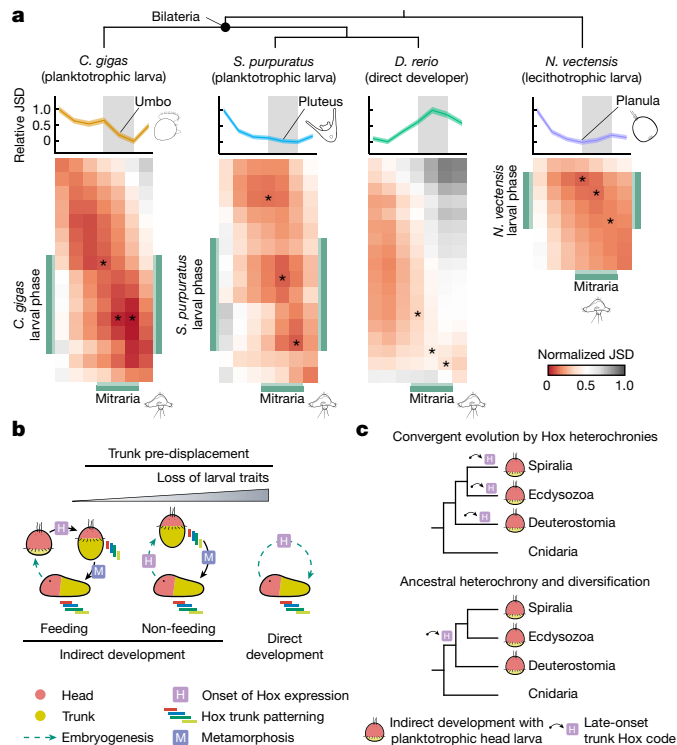 a
Bilateria
C. gigas
(planktotrophic larva)
S. purpuratus
(planktotrophic larva)
D. rerio
(direct developer)
N. vectensis
(lecithotrophic larva)
Relative JSD
1.0
0.5
0
Umbo
Pluteus
Planula
C. gigas
larval phase
S. purpuratus
larval phase
N. vectensis
larval phase
* * *
* * *
* * *
* * *
Mitraria
Mitraria
Mitraria
Mitraria
Normalized JSD
0 0.5 1.0
b
Trunk pre-displacement
Loss of larval traits
H
M
H
M
H
Feeding
Non-feeding
Direct
development
Indirect development
Head
Trunk
Embryogenesis
H Onset of Hox expression
Hox trunk patterning
M Metamorphosis
c
Convergent evolution by Hox heterochronies
H Spiralia
H Ecdysozoa
H Deuterostomia
Cnidaria
Ancestral heterochrony and diversification
Spiralia
H Ecdysozoa
Deuterostomia
Cnidaria
Indirect development with
planktotrophic head larva
H Late-onset
trunk Hox code